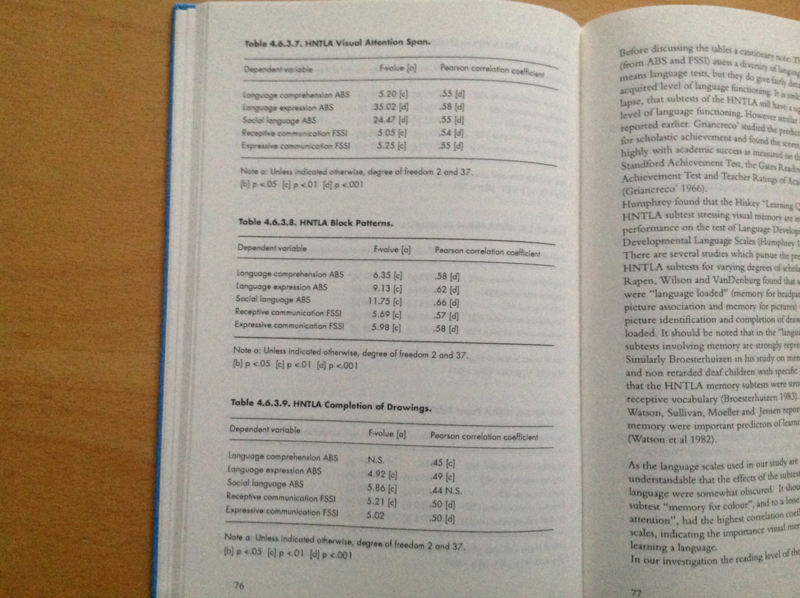 Table 4.6.3.7. HNTLA Visual Attention Span.
Dependent variable F-value [a] Pearson correlation coefficient
Language comprehension ABS 5.20 [c] .55 [d]
Language expression ABS 35.02 [d] .58 [d]
Social language ABS 24.47 [d] .55 [d]
Receptive communication FSSI 5.05 [c] .54 [d]
Expressive communication FSSI 5.25 [c] .55 [d]
Note a: Unless indicated otherwise, degree of freedom 2 and 37.
[b] p <.05 [c] p <.01 [d] p <.001
Table 4.6.3.8. HNTLA Block Patterns.
Dependent variable F-value [a] Pearson correlation coefficient
Language comprehension ABS 6.35 [c] .58 [d]
Language expression ABS 9.13 [c] .62 [d]
Social language ABS 11.75 [c] .66 [d]
Receptive communication FSSI 5.69 [c] .57 [d]
Expressive communication FSSI 5.98 [c] .58 [d]
Note a: Unless indicated otherwise, degree of freedom 2 and 37.
[b] p <.05 [c] p <.01 [d] p <.001
Table 4.6.3.9. HNTLA Completion of Drawings.
Dependent variable F-value [a] Pearson correlation coefficient
Language comprehension ABS N.S. .45 [c]
Language expression ABS 4.92 [c] .49 [c]
Social language ABS 5.86 [c] .44 N.S.
Receptive communication FSSI 5.21 [c] .50 [d]
Expressive communication FSSI 5.02 .50 [d]
Note a: Unless indicated otherwise, degree of freedom 2 and 37.
[b] p <.05 [c] p <.01 [d] p <.001
76
Before discussing the tables a cautionary note:
(from ABS and FSSI) assess a diversity of
means language tests, but they do give fairly
acquired level of language functioning. It is
lapse, that subtests of the HNTLA still have a
level of language functioning. However similar
reported earlier. Griancreco' studied the
for scholastic achievement and found the scores
highly with academic success as measured on the
Standford Achievement Test, the Gates
Achievement Test and Teacher Ratings of
(Griancreco' 1966).
Humphrey found that the Hiskey "Learning
HNTLA subtest stressing visual memory are
performance on the test of Language
Developmental Language Scales (Humphrey
There are several studies which pursue the
HNTLA subtests for varying degrees of
Rapen, Wilson and VanDenburg found that
were "language loaded" (memory for
picture association and memory for pictures)
picture identification and completion of
loaded. It should be noted that in the
subtests involving memory are strongly
Similarly Broesterhuizen in his study on
and non retarded deaf children with specific
that the HNTLA memory subtests were
receptive vocabulary (Broesterhuizen 1983).
Watson, Sullivan, Moeller and Jensen
memory were important predictors of
(Watson et al 1982).
As the language scales used in our study are
understandable that the effects of the
language were somewhat obscured. It
subtest "memory for colour", and to a
attention", had the highest correlation
scales, indicating the importance visual
learning a language.
In our investigation the reading level of the
77